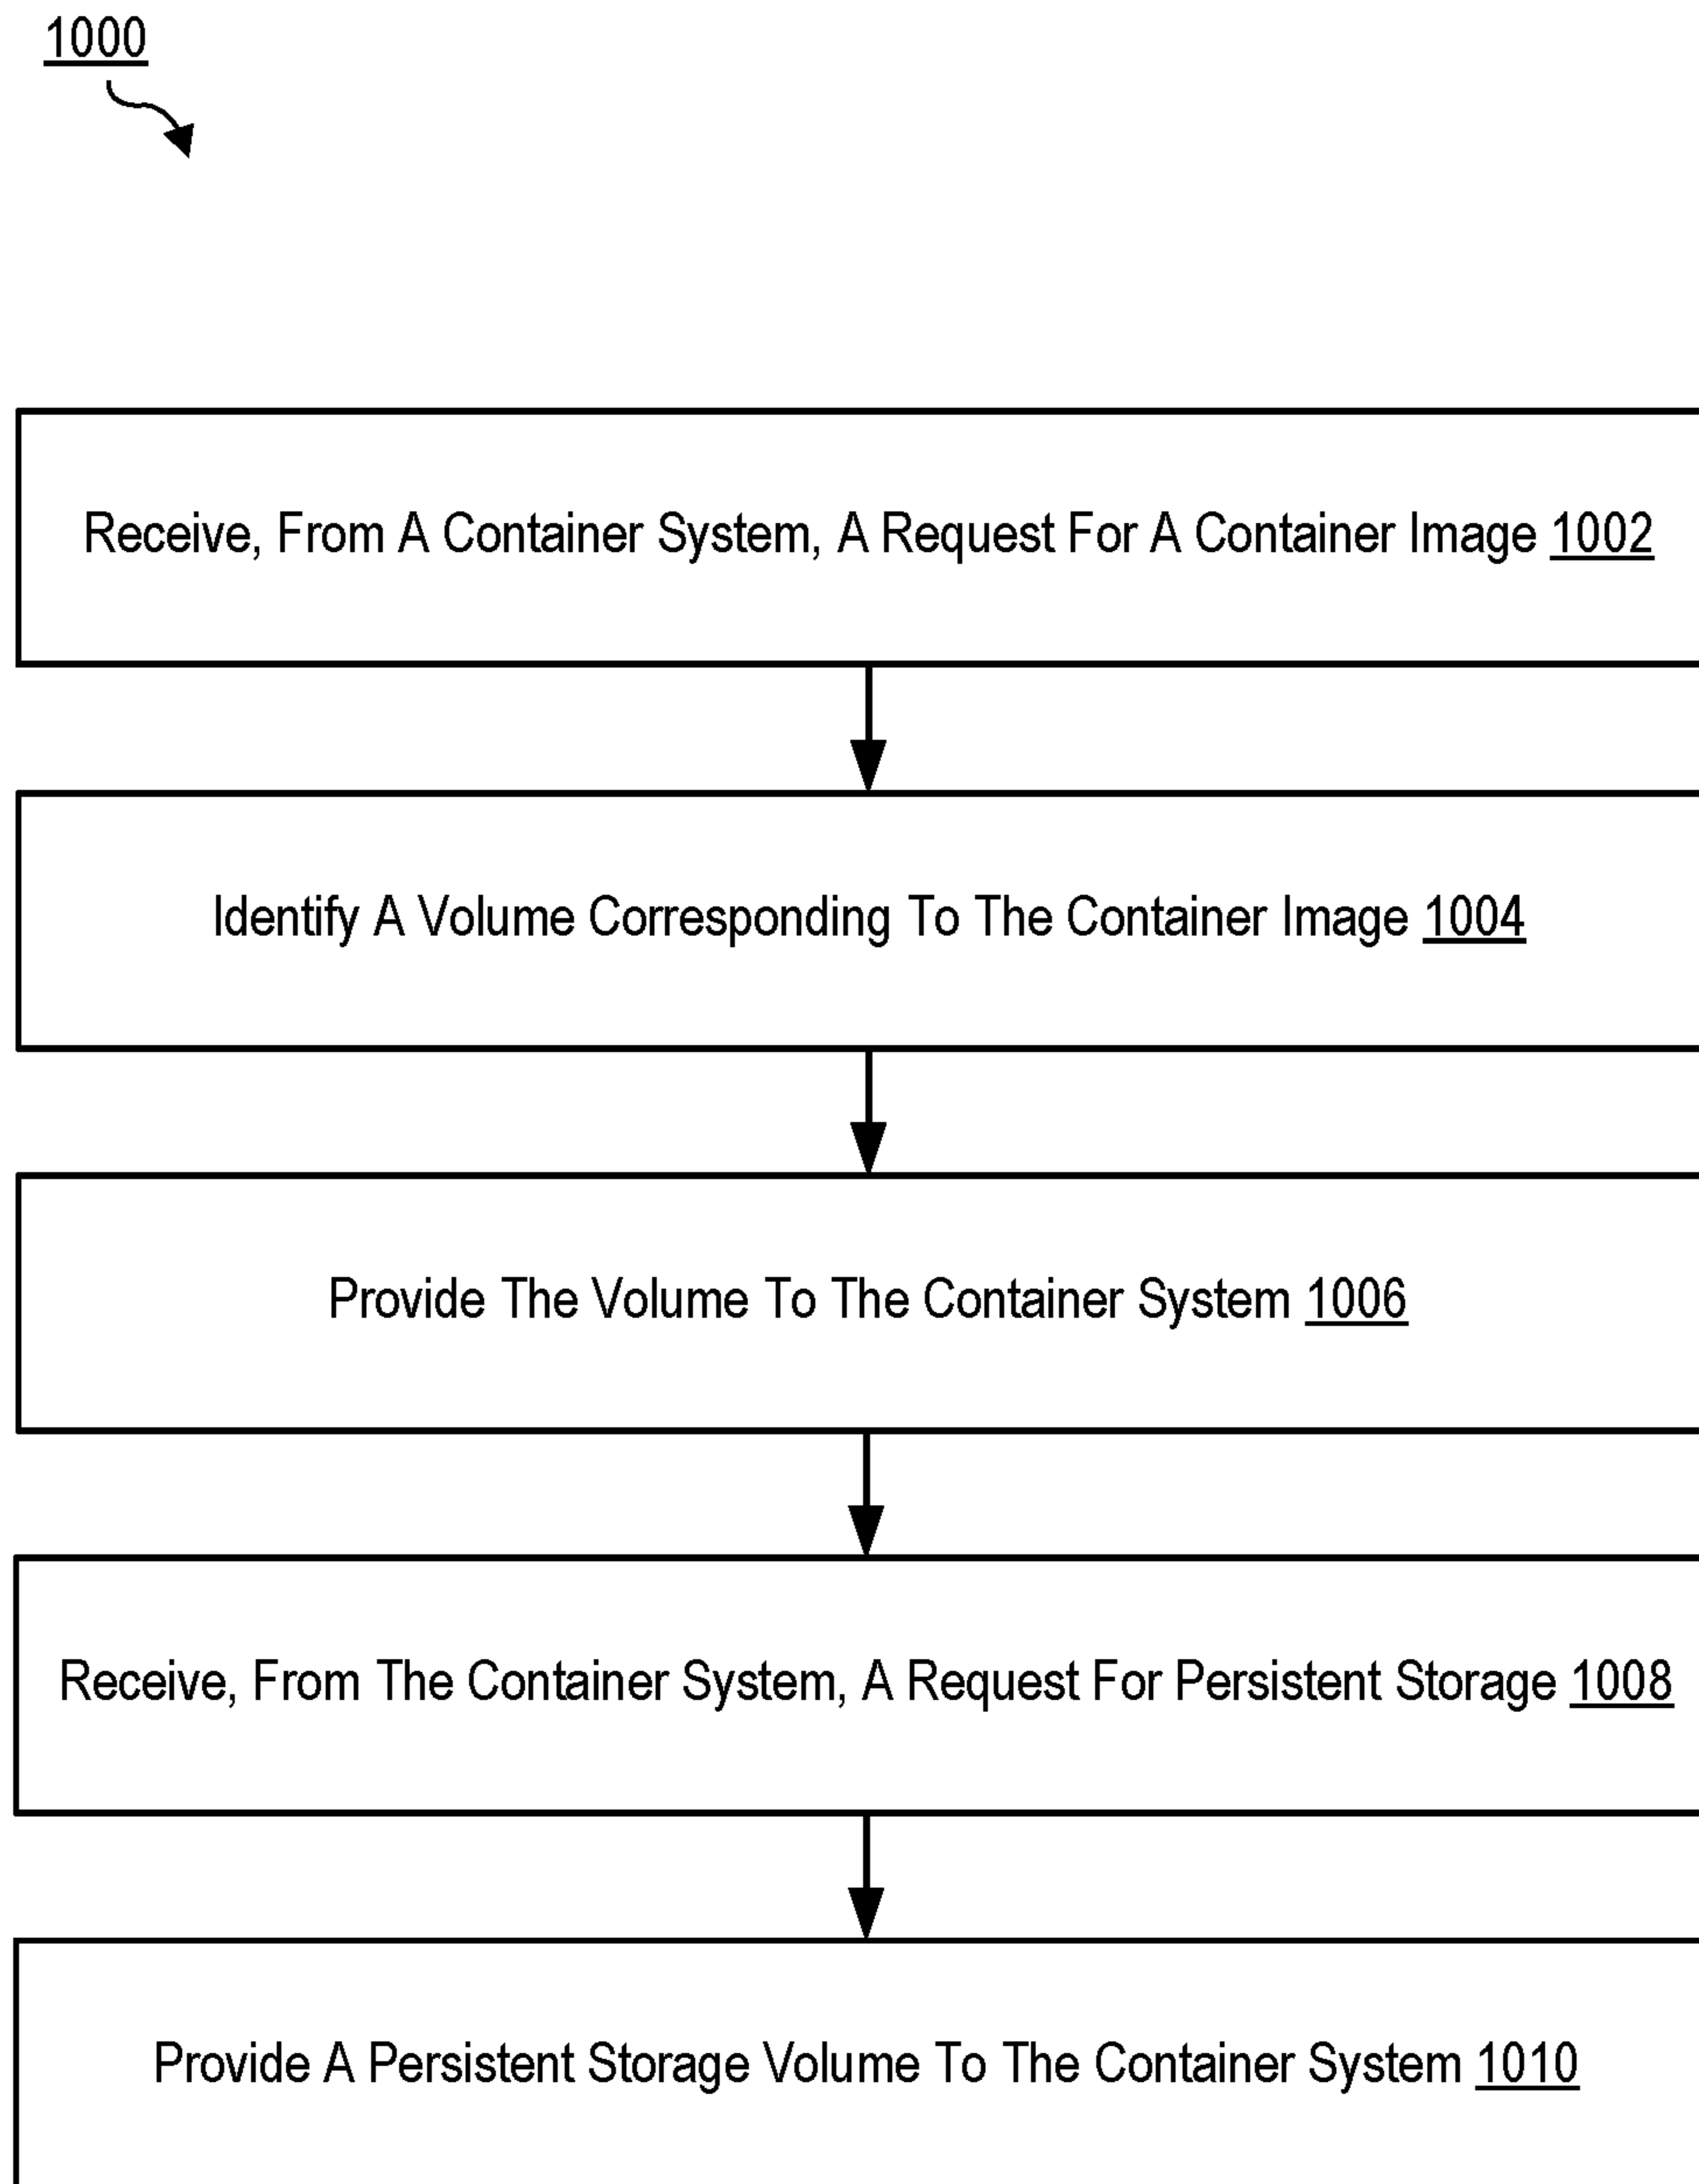 1000
Receive, From A Container System, A Request For A Container Image 1002
Identify A Volume Corresponding To The Container Image 1004
Provide The Volume To The Container System 1006
Receive, From The Container System, A Request For Persistent Storage 1008
Provide A Persistent Storage Volume To The Container System 1010